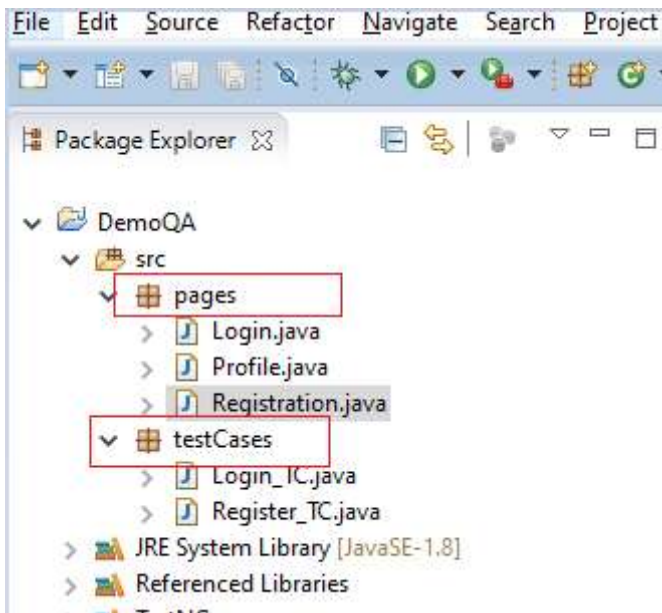 File Edit Source Refactor Navigate Search Project
Package Explorer
DemoQA
src
pages
Login.java
Profile.java
Registration.java
testCases
Login_TC.java
Register_TC.java
JRE System Library [JavaSE-1.8]
Referenced Libraries